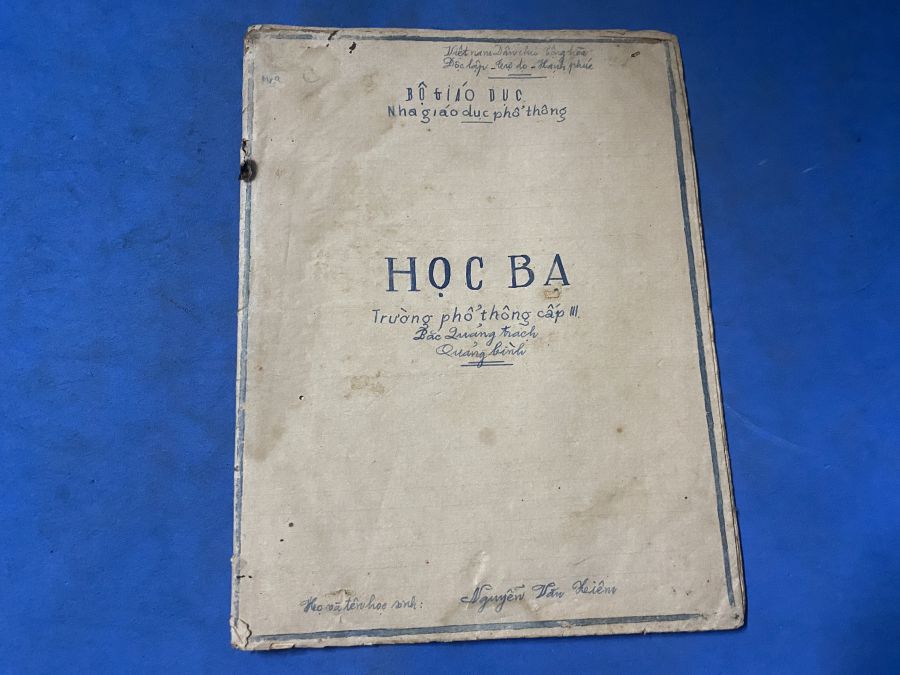 Việt nam Dân chủ Cộng hòa
Độc lập - Tự do - Hạnh phúc
BỘ GIÁO DỤC
Nha giáo dục phổ thông
HỌC BẠ
Trường phổ thông cấp III
Bắc Quảng trạch
Quảng bình
Họ và tên học sinh: Nguyễn Văn